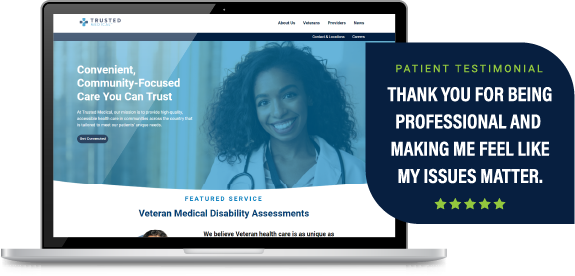 TRUSTED
MEDICAL
About Us Veterans Providers News
Contact & Locations Careers
Convenient,
Community-Focused
Care You Can Trust
At Trusted Medical, our mission is to provide high-quality,
accessible health care in communities across the country that
is tailored to meet our patients' unique needs.
Get Connected
FEATURED SERVICE
Veteran Medical Disability Assessments
We believe Veteran health care is as unique as
PATIENT TESTIMONIAL
THANK YOU FOR BEING
PROFESSIONAL AND
MAKING ME FEEL LIKE
MY ISSUES MATTER.